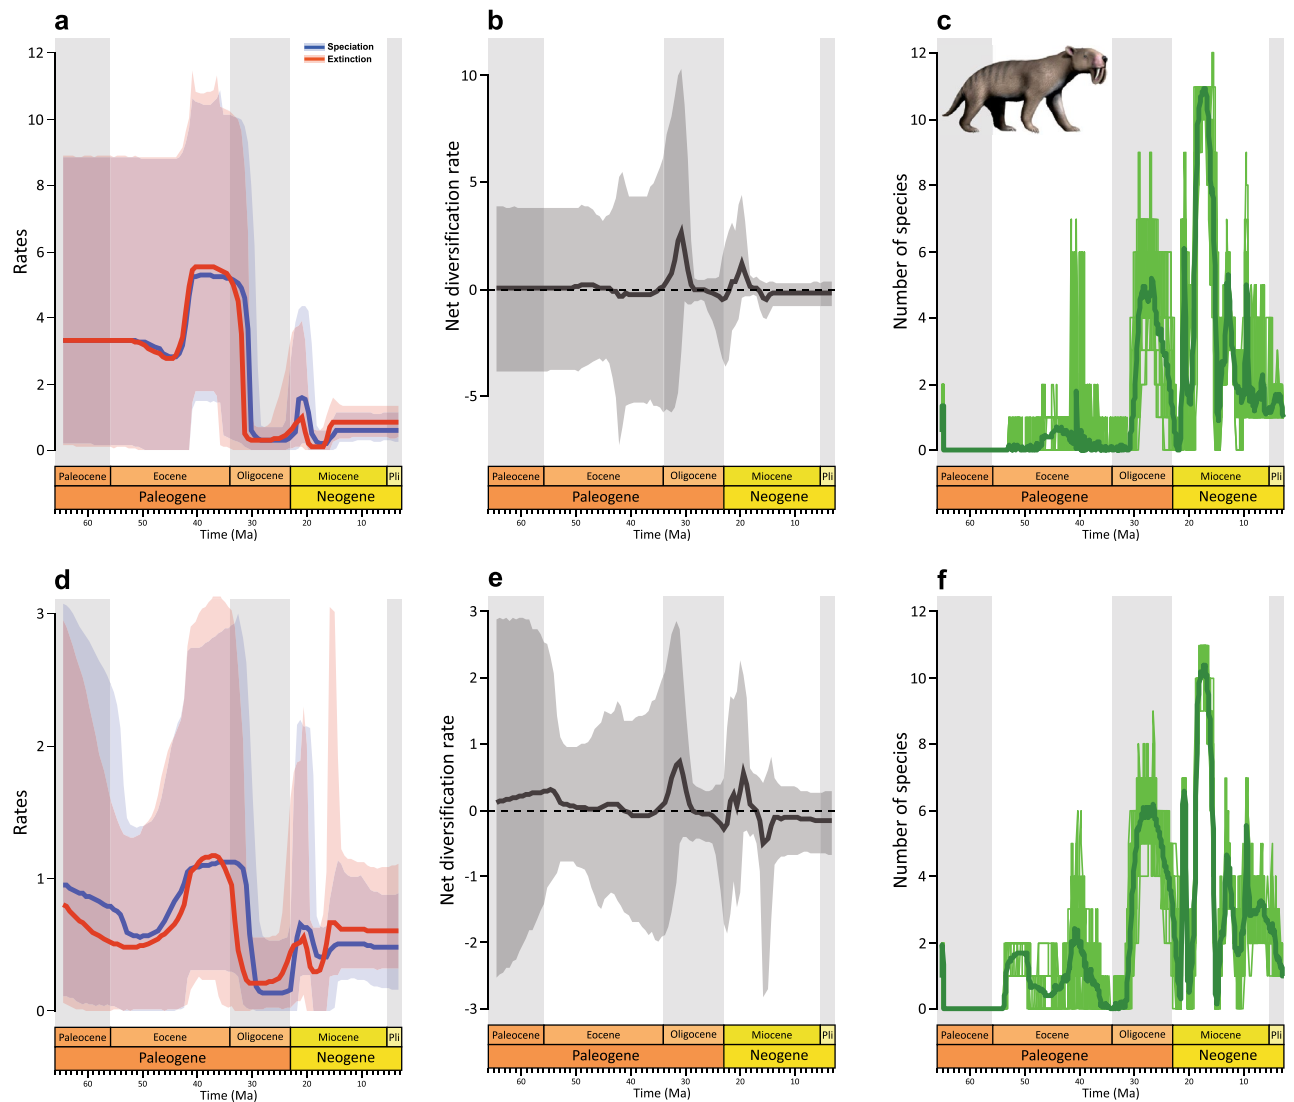 a
Speciation
Extinction
12
10
8
6
4
2
0
Rates
Paleocene
Eocene
Oligocene
Miocene
Pli
Paleogene
Neogene
60
50
40
30
20
10
Time (Ma)
b
10
5
0
-5
Net diversification rate
Paleocene
Eocene
Oligocene
Miocene
Pli
Paleogene
Neogene
60
50
40
30
20
10
Time (Ma)
c
12
10
8
6
4
2
0
Number of species
Paleocene
Eocene
Oligocene
Miocene
Pli
Paleogene
Neogene
60
50
40
30
20
10
Time (Ma)
d
3
2
1
0
Rates
Paleocene
Eocene
Oligocene
Miocene
Pli
Paleogene
Neogene
60
50
40
30
20
10
Time (Ma)
e
3
2
1
0
-1
-2
-3
Net diversification rate
Paleocene
Eocene
Oligocene
Miocene
Pli
Paleogene
Neogene
60
50
40
30
20
10
Time (Ma)
f
12
10
8
6
4
2
0
Number of species
Paleocene
Eocene
Oligocene
Miocene
Pli
Paleogene
Neogene
60
50
40
30
20
10
Time (Ma)